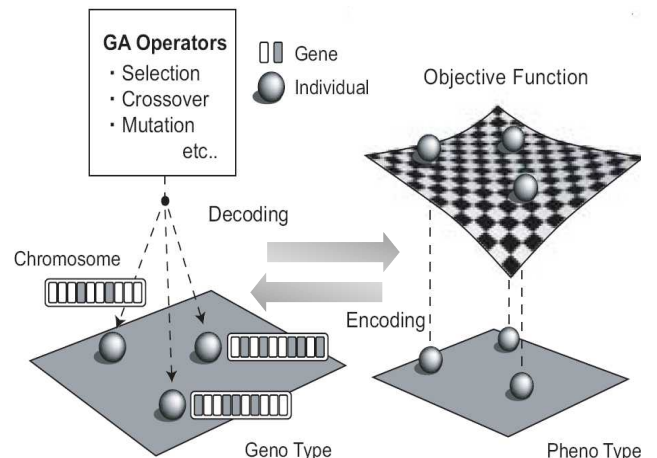 GA Operators
· Selection
· Crossover
· Mutation
etc..
Gene
Individual
Objective Function
Decoding
Chromosome
Encoding
Geno Type
Pheno Type